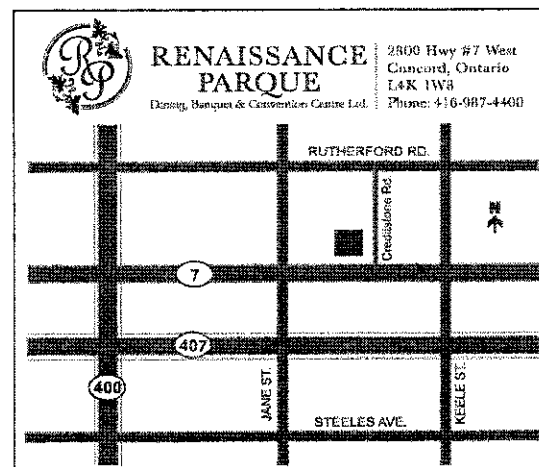 RP
RENAISSANCE
PARQUE
Dining, Banquet & Convention Centre Ltd.
2800 Hwy #7 West
Concord, Ontario
L4K 1W8
Phone: 416-987-4400
RUTHERFORD RD.
Creditstone Rd.
N
7
407
400
JANE ST.
KEELE ST.
STEELES AVE.